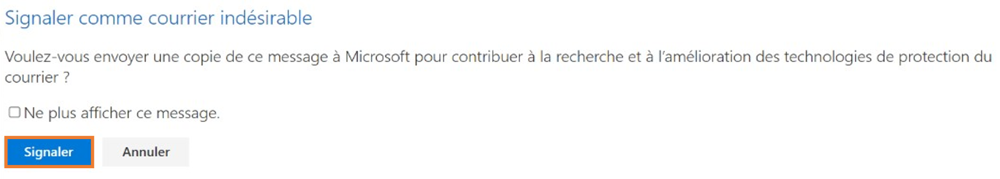 Signaler comme courrier indésirable
Voulez-vous envoyer une copie de ce message à Microsoft pour contribuer à la recherche et à l'amélioration des technologies de protection du
courrier ?
Ne plus afficher ce message.
Signaler
Annuler